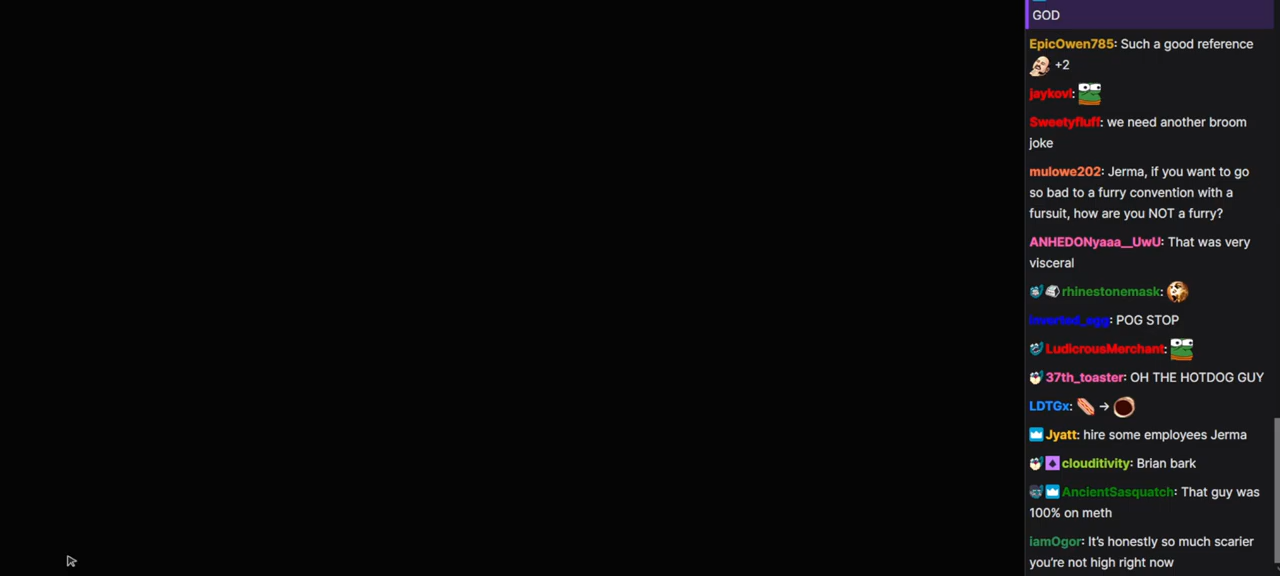 GOD
EpicOwen785: Such a good reference
+2
jaykovl:
Sweetyfluff: we need another broom
joke
mulowe202: Jerma, if you want to go
so bad to a furry convention with a
fursuit, how are you NOT a furry?
ANHEDONyaaa__UwU: That was very
visceral
rhinestonemask:
inverted_egg: POG STOP
LudicrousMerchant:
37th_toaster: OH THE HOTDOG GUY
LDTGx: →
Jyatt: hire some employees Jerma
clouditivity: Brian bark
AncientSasquatch: That guy was
100% on meth
iamOgor: It's honestly so much scarier
you're not high right now